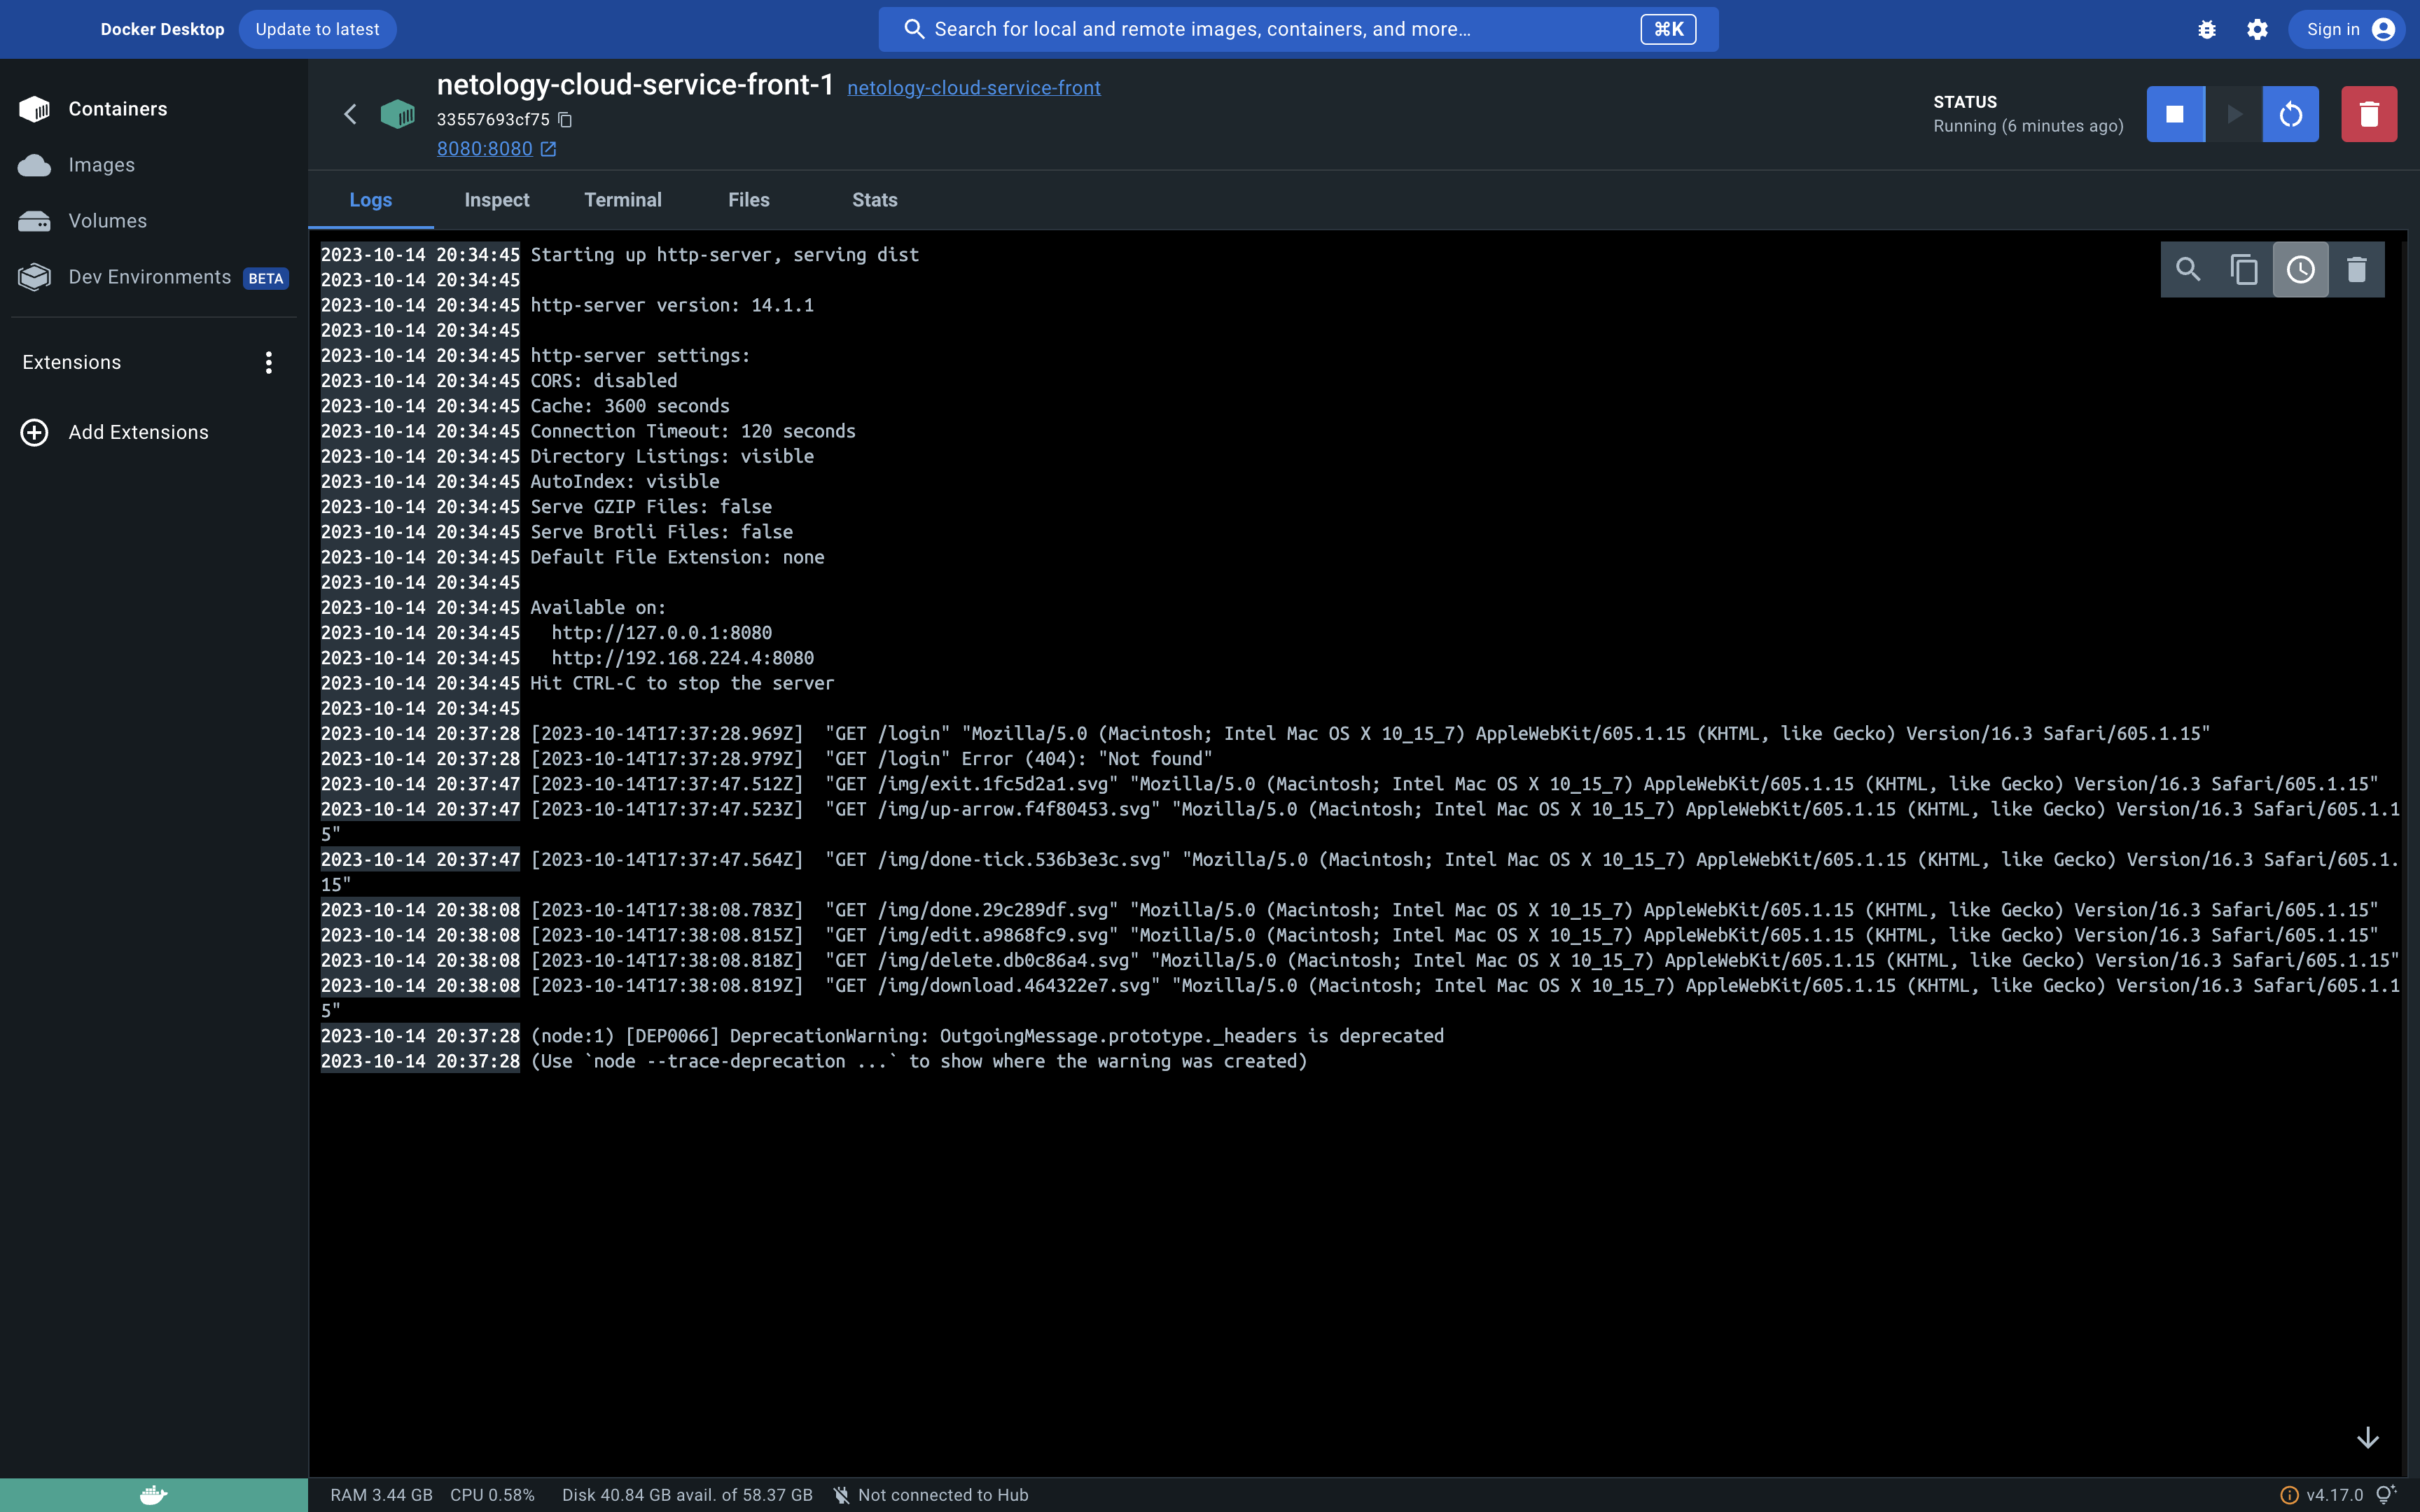 Docker Desktop
Update to latest
Search for local and remote images, containers, and more...
⌘K
Sign in
Containers
Images
Volumes
Dev Environments BETA
Extensions
Add Extensions
netology-cloud-service-front-1 netology-cloud-service-front
33557693cf75
8080:8080
STATUS
Running (6 minutes ago)
Logs Inspect Terminal Files Stats
2023-10-14 20:34:45 Starting up http-server, serving dist
2023-10-14 20:34:45
2023-10-14 20:34:45 http-server version: 14.1.1
2023-10-14 20:34:45
2023-10-14 20:34:45 http-server settings:
2023-10-14 20:34:45 CORS: disabled
2023-10-14 20:34:45 Cache: 3600 seconds
2023-10-14 20:34:45 Connection Timeout: 120 seconds
2023-10-14 20:34:45 Directory Listings: visible
2023-10-14 20:34:45 AutoIndex: visible
2023-10-14 20:34:45 Serve GZIP Files: false
2023-10-14 20:34:45 Serve Brotli Files: false
2023-10-14 20:34:45 Default File Extension: none
2023-10-14 20:34:45
2023-10-14 20:34:45 Available on:
2023-10-14 20:34:45   http://127.0.0.1:8080
2023-10-14 20:34:45   http://192.168.224.4:8080
2023-10-14 20:34:45 Hit CTRL-C to stop the server
2023-10-14 20:34:45
2023-10-14 20:37:28 [2023-10-14T17:37:28.969Z]  "GET /login" "Mozilla/5.0 (Macintosh; Intel Mac OS X 10_15_7) AppleWebKit/605.1.15 (KHTML, like Gecko) Version/16.3 Safari/605.1.15"
2023-10-14 20:37:28 [2023-10-14T17:37:28.979Z]  "GET /login" Error (404): "Not found"
2023-10-14 20:37:47 [2023-10-14T17:37:47.512Z]  "GET /img/exit.1fc5d2a1.svg" "Mozilla/5.0 (Macintosh; Intel Mac OS X 10_15_7) AppleWebKit/605.1.15 (KHTML, like Gecko) Version/16.3 Safari/605.1.15"
2023-10-14 20:37:47 [2023-10-14T17:37:47.523Z]  "GET /img/up-arrow.f4f80453.svg" "Mozilla/5.0 (Macintosh; Intel Mac OS X 10_15_7) AppleWebKit/605.1.15 (KHTML, like Gecko) Version/16.3 Safari/605.1.1
5"
2023-10-14 20:37:47 [2023-10-14T17:37:47.564Z]  "GET /img/done-tick.536b3e3c.svg" "Mozilla/5.0 (Macintosh; Intel Mac OS X 10_15_7) AppleWebKit/605.1.15 (KHTML, like Gecko) Version/16.3 Safari/605.1.
15"
2023-10-14 20:38:08 [2023-10-14T17:38:08.783Z]  "GET /img/done.29c289df.svg" "Mozilla/5.0 (Macintosh; Intel Mac OS X 10_15_7) AppleWebKit/605.1.15 (KHTML, like Gecko) Version/16.3 Safari/605.1.15"
2023-10-14 20:38:08 [2023-10-14T17:38:08.815Z]  "GET /img/edit.a9868fc9.svg" "Mozilla/5.0 (Macintosh; Intel Mac OS X 10_15_7) AppleWebKit/605.1.15 (KHTML, like Gecko) Version/16.3 Safari/605.1.15"
2023-10-14 20:38:08 [2023-10-14T17:38:08.818Z]  "GET /img/delete.db0c86a4.svg" "Mozilla/5.0 (Macintosh; Intel Mac OS X 10_15_7) AppleWebKit/605.1.15 (KHTML, like Gecko) Version/16.3 Safari/605.1.15"
2023-10-14 20:38:08 [2023-10-14T17:38:08.819Z]  "GET /img/download.464322e7.svg" "Mozilla/5.0 (Macintosh; Intel Mac OS X 10_15_7) AppleWebKit/605.1.15 (KHTML, like Gecko) Version/16.3 Safari/605.1.1
5"
2023-10-14 20:37:28 (node:1) [DEP0066] DeprecationWarning: OutgoingMessage.prototype._headers is deprecated
2023-10-14 20:37:28 (Use `node --trace-deprecation ...` to show where the warning was created)
RAM 3.44 GB CPU 0.58% Disk 40.84 GB avail. of 58.37 GB Not connected to Hub
v4.17.0